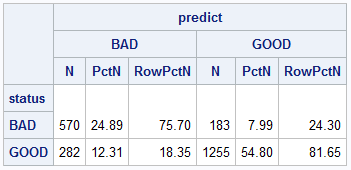 predict
BAD GOOD
N PctN RowPctN N PctN RowPctN
status
BAD 570 24.89 75.70 183 7.99 24.30
GOOD 282 12.31 18.35 1255 54.80 81.65